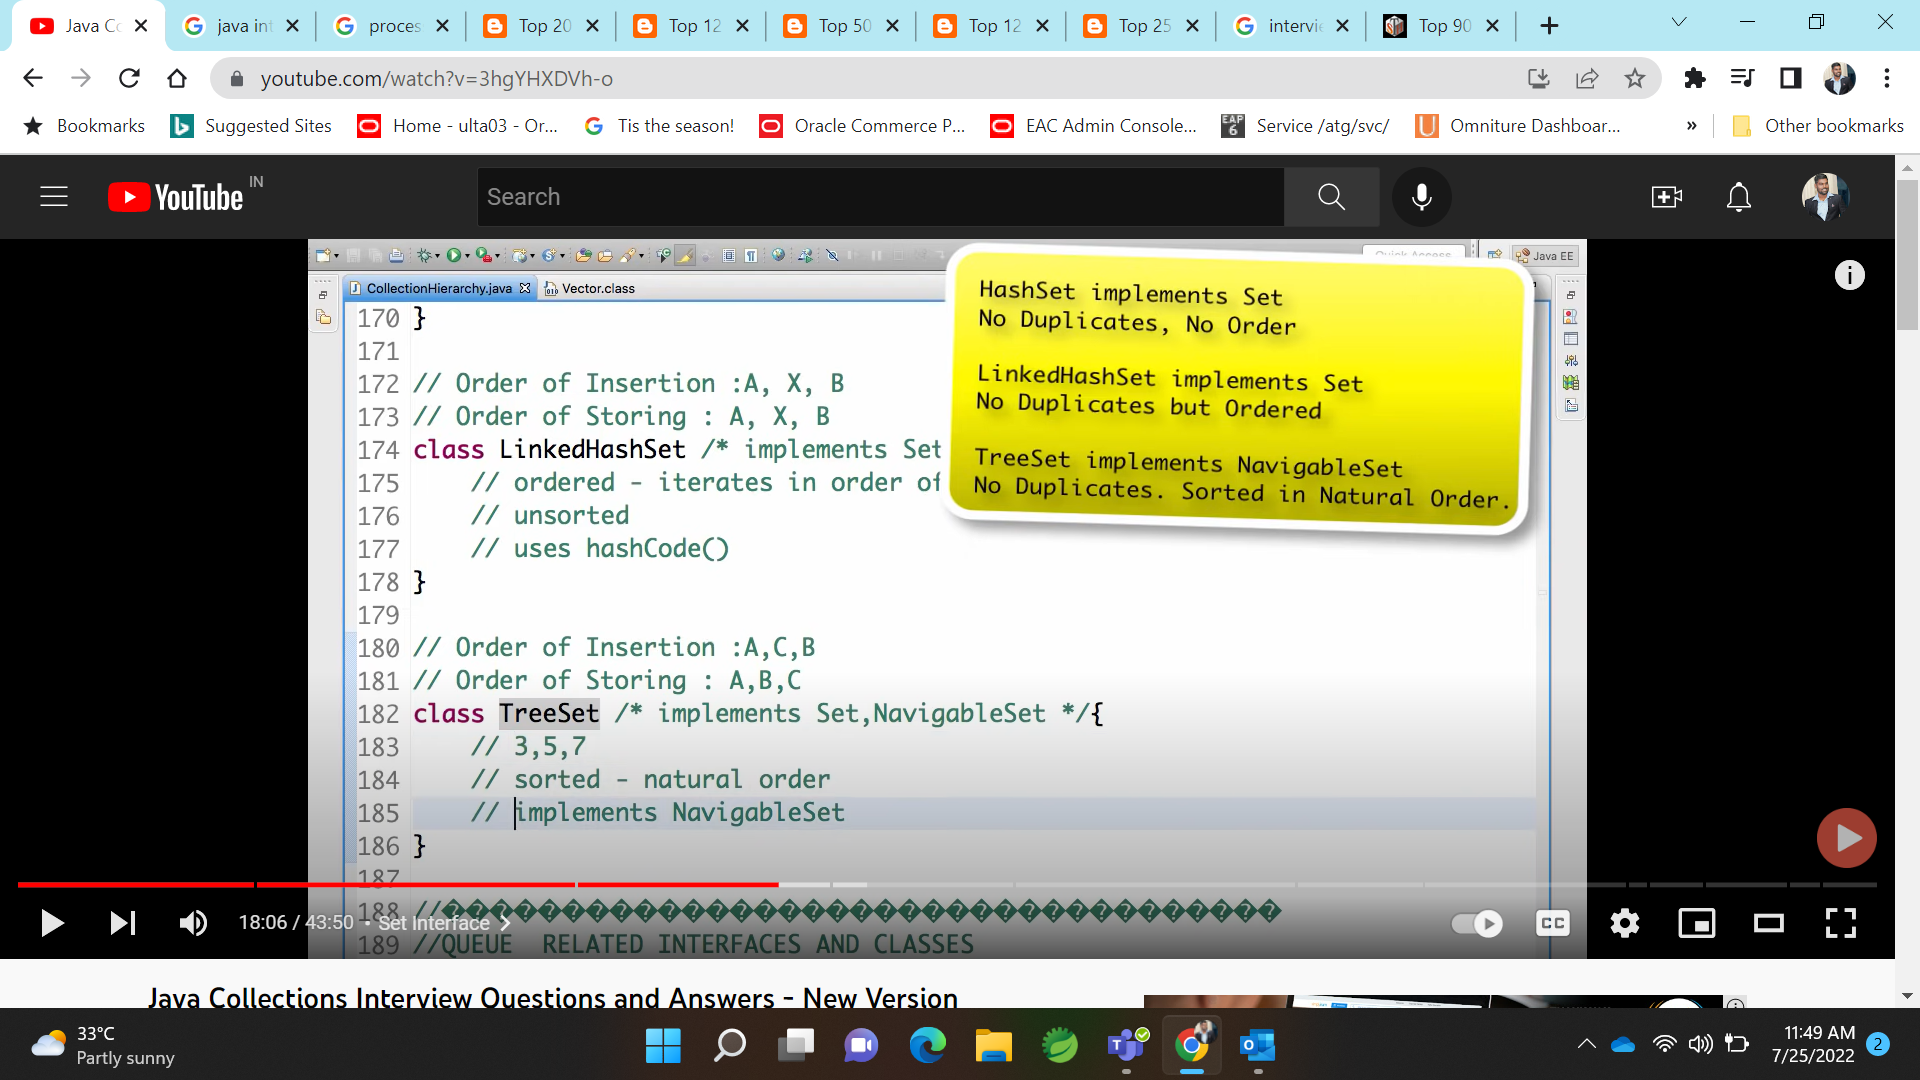 Java Co
java int
proces
Top 20
Top 12
Top 50
Top 12
Top 25
intervie
Top 90
youtube.com/watch?v=3hgYHXDVh-o
Bookmarks
Suggested Sites
Home - ulta03 - Or...
Tis the season!
Oracle Commerce P...
EAC Admin Console...
EAP 6
Service /atg/svc/
Omniture Dashboar...
»
Other bookmarks
YouTube IN
Search
Quick Access
Java EE
CollectionHierarchy.java
Vector.class
HashSet implements Set
No Duplicates, No Order
LinkedHashSet implements Set
No Duplicates but Ordered
TreeSet implements NavigableSet
No Duplicates. Sorted in Natural Order.
170 }
171
172 // Order of Insertion :A, X, B
173 // Order of Storing : A, X, B
174 class LinkedHashSet /* implements Set
175 // ordered - iterates in order of
176 // unsorted
177 // uses hashCode()
178 }
179
180 // Order of Insertion :A,C,B
181 // Order of Storing : A,B,C
182 class TreeSet /* implements Set,NavigableSet */{
183 // 3,5,7
184 // sorted - natural order
185 // implements NavigableSet
186 }
187
188 //���������������������������������������
189 //QUEUE RELATED INTERFACES AND CLASSES
18:06 / 43:50 • Set Interface
CC
Java Collections Interview Questions and Answers - New Version
33°C
Partly sunny
11:49 AM
7/25/2022
2